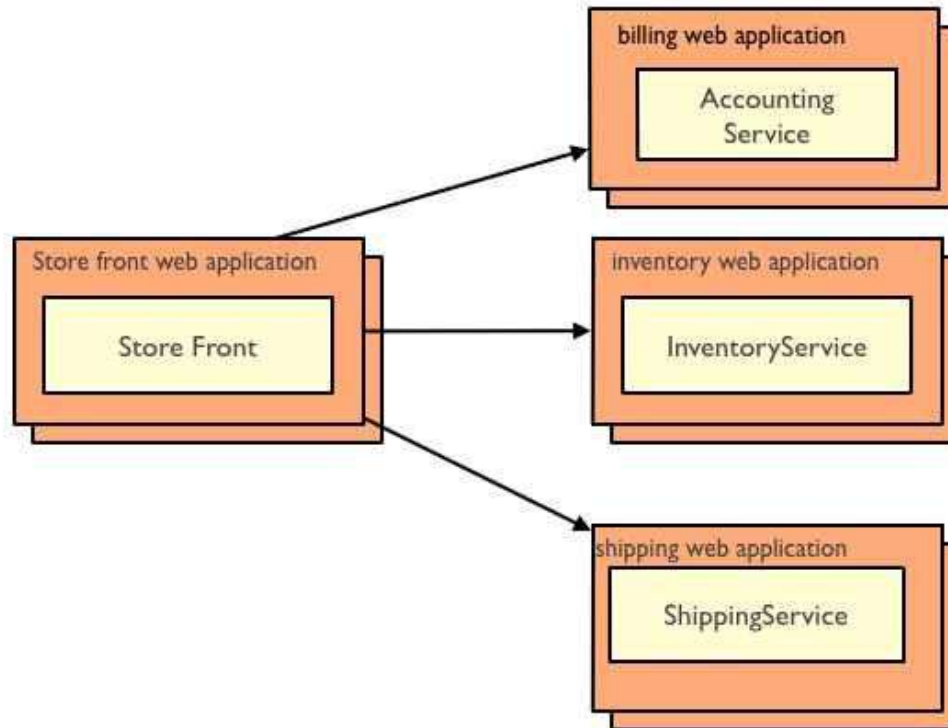 billing web application
Accounting
Service
Store front web application
Store Front
inventory web application
InventoryService
shipping web application
ShippingService